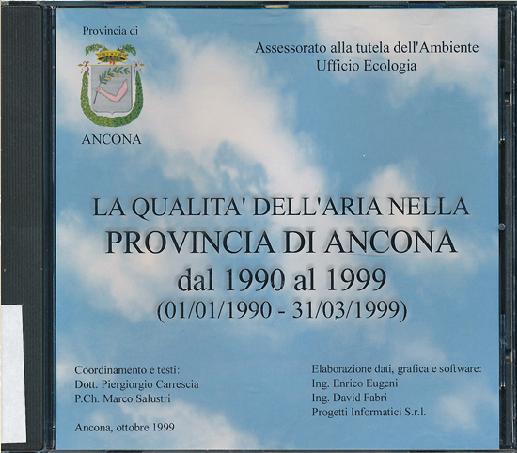 Provincia di
ANCONA
Assessorato alla tutela dell'Ambiente
Ufficio Ecologia
LA QUALITA' DELL'ARIA NELLA
PROVINCIA DI ANCONA
dal 1990 al 1999
(01/01/1990 - 31/03/1999)
Coordinamento e testi:
Dott. Piergiorgio Carrescia
P.Ch. Marco Salustri
Ancona, ottobre 1999
Elaborazione dati, grafica e software:
Ing. Enrico Eugeni
Ing. David Fabri
Progetti Informatici S.r.l.